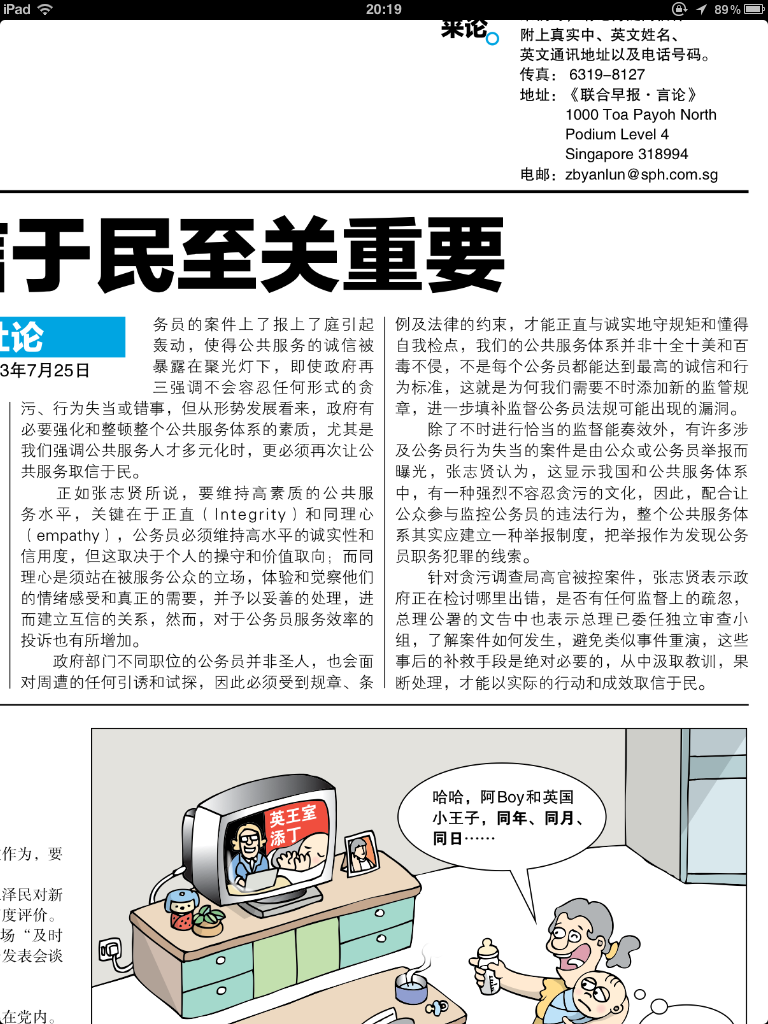 iPad
20:19
89%
附上真实中、英文姓名、
英文通讯地址以及电话号码。
传真： 6319-8127
地址：《联合早报·言论》
1000 Toa Payoh North
Podium Level 4
Singapore 318994
电邮：zbyanlun@sph.com.sg
信于民至关重要
社论
3年7月25日
务员的案件上了报上了庭引起
轰动，使得公共服务的诚信被
暴露在聚光灯下，即使政府再
三强调不会容忍任何形式的贪
污、行为失当或错事，但从形势发展看来，政府有
必要强化和整顿整个公共服务体系的素质，尤其是
我们强调公共服务人才多元化时，更必须再次让公
共服务取信于民。
正如张志贤所说，要维持高素质的公共服
务水平，关键在于正直（Integrity）和同理心
（empathy），公务员必须维持高水平的诚实性和
信用度，但这取决于个人的操守和价值取向；而同
理心是须站在被服务公众的立场，体验和觉察他们
的情绪感受和真正的需要，并予以妥善的处理，进
而建立互信的关系，然而，对于公务员服务效率的
投诉也有所增加。
政府部门不同职位的公务员并非圣人，也会面
对周遭的任何引诱和试探，因此必须受到规章、条
例及法律的约束，才能正直与诚实地守规矩和懂得
自我检点，我们的公共服务体系并非十全十美和百
毒不侵，不是每个公务员都能达到最高的诚信和行
为标准，这就是为何我们需要不时添加新的监管规
章，进一步填补监督公务员法规可能出现的漏洞。
除了不时进行恰当的监督能奏效外，有许多涉
及公务员行为失当的案件是由公众或公务员举报而
曝光，张志贤认为，这显示我国和公共服务体系
中，有一种强烈不容忍贪污的文化，因此，配合让
公众参与监控公务员的违法行为，整个公共服务体
系其实应建立一种举报制度，把举报作为发现公务
员职务犯罪的线索。
针对贪污调查局高官被控案件，张志贤表示政
府正在检讨哪里出错，是否有任何监督上的疏忽，
总理公署的文告中也表示总理已委任独立审查小
组，了解案件如何发生，避免类似事件重演，这些
事后的补救手段是绝对必要的，从中汲取教训，果
断处理，才能以实际的行动和成效取信于民。
作为，要
泽民对新
度评价。
场“及时
发表会谈
在党内。
英王室
添丁
哈哈，阿Boy和英国
小王子，同年、同月、
同日……